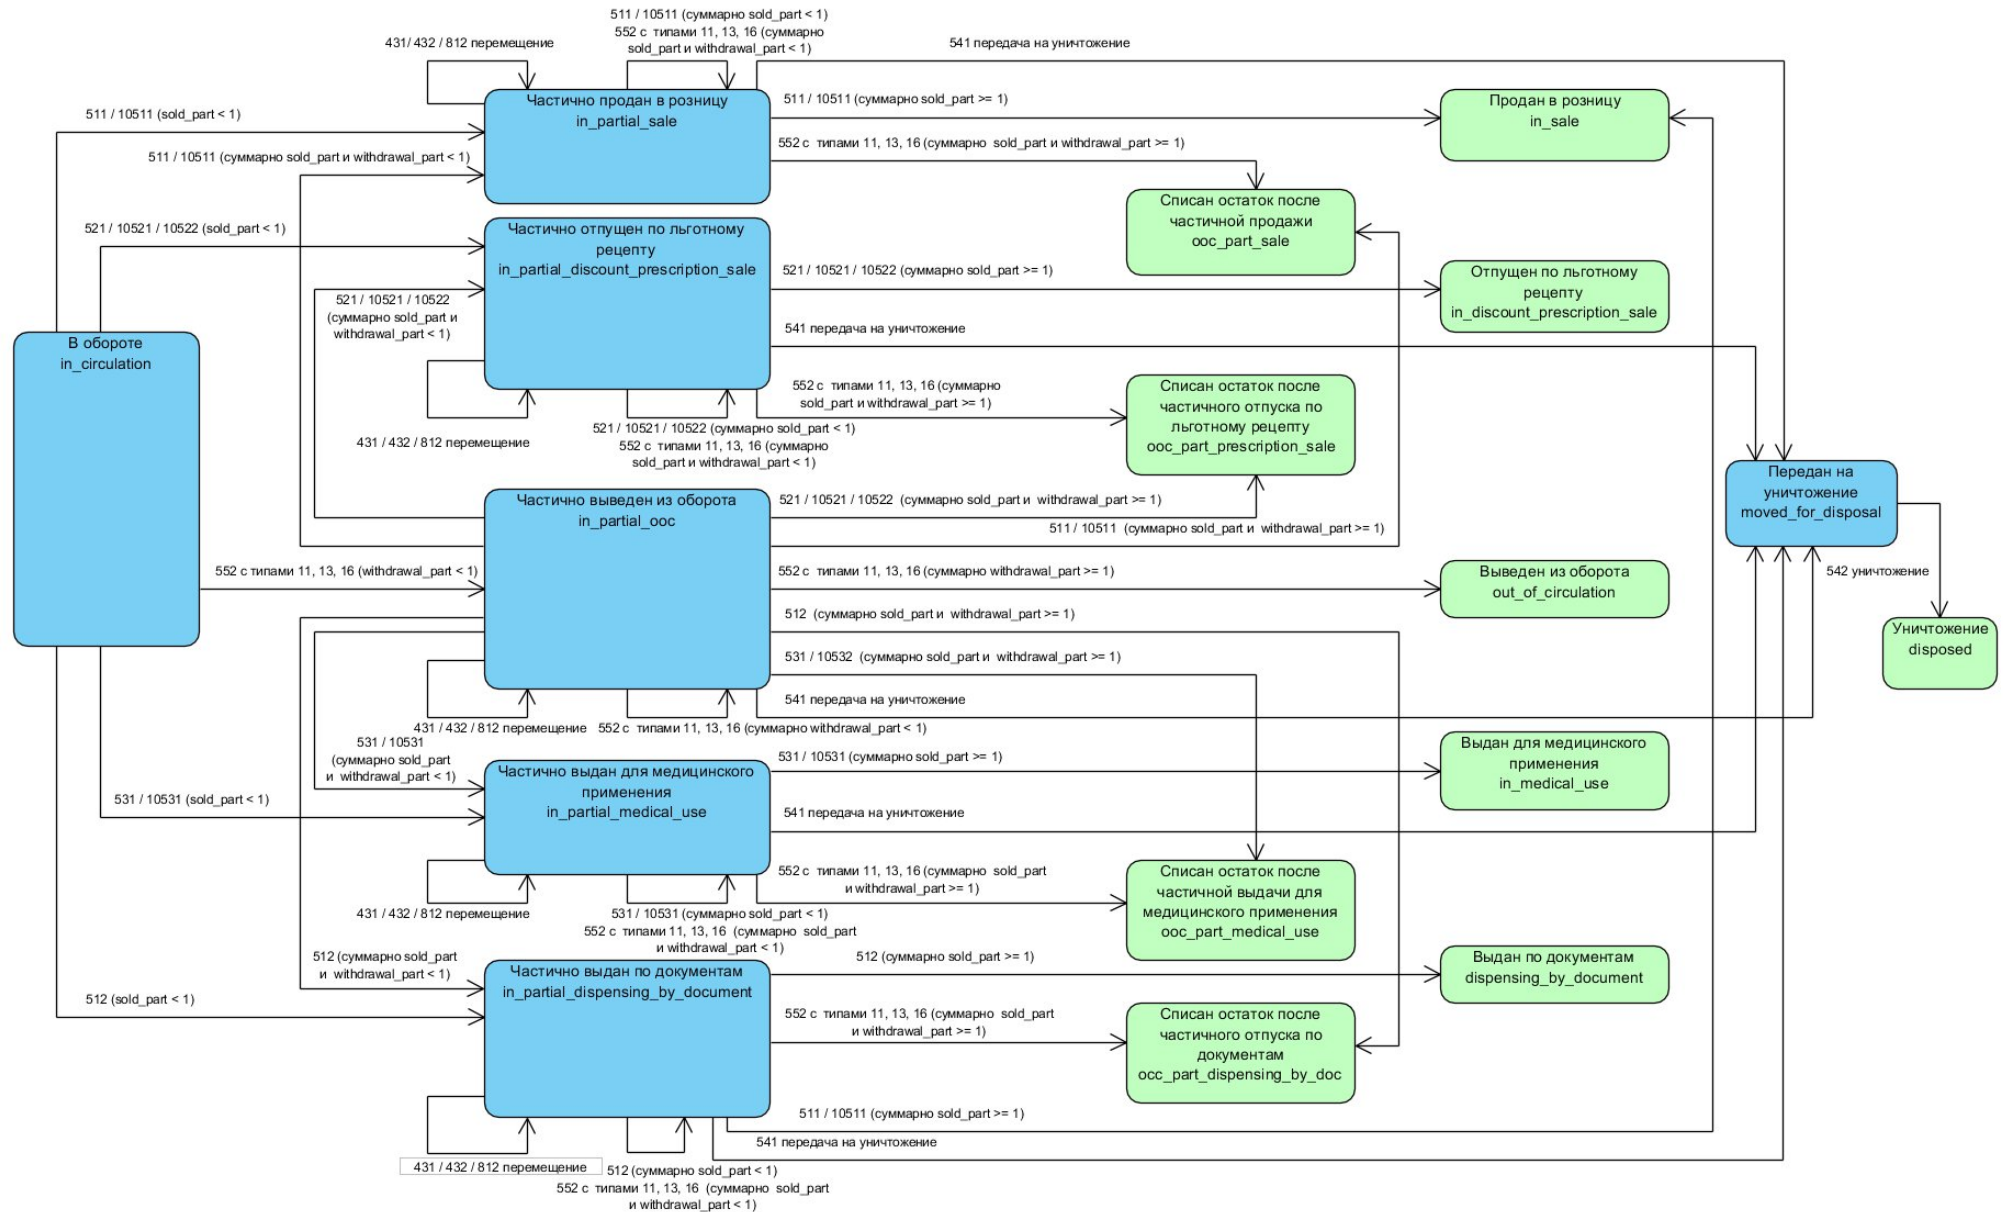 511 / 10511 (суммарно sold_part < 1)
552 с типами 11, 13, 16 (суммарно
sold_part и withdrawal_part < 1)
431/ 432 / 812 перемещение
541 передача на уничтожение
511 / 10511 (sold_part < 1)
Частично продан в розницу
in_partial_sale
511 / 10511 (суммарно sold_part >= 1)
Продан в розницу
in_sale
511 / 10511 (суммарно sold_part и withdrawal_part < 1)
552 с типами 11, 13, 16 (суммарно sold_part и withdrawal_part >= 1)
Списан остаток после
частичной продажи
ooc_part_sale
521 / 10521 / 10522 (sold_part < 1)
Частично отпущен по льготному
рецепту
in_partial_discount_prescription_sale
521 / 10521 / 10522 (суммарно sold_part >= 1)
Отпущен по льготному
рецепту
in_discount_prescription_sale
521 / 10521 / 10522
(суммарно sold_part и
withdrawal_part < 1)
541 передача на уничтожение
В обороте
in_circulation
552 с типами 11, 13, 16 (суммарно
sold_part и withdrawal_part >= 1)
Списан остаток после
частичного отпуска по
льготному рецепту
ooc_part_prescription_sale
431 / 432 / 812 перемещение
521 / 10521 / 10522 (суммарно sold_part < 1)
552 с типами 11, 13, 16 (суммарно
sold_part и withdrawal_part < 1)
Передан на
уничтожение
moved_for_disposal
Частично выведен из оборота
in_partial_ooc
521 / 10521 / 10522 (суммарно sold_part и withdrawal_part >= 1)
511 / 10511 (суммарно sold_part и withdrawal_part >= 1)
552 с типами 11, 13, 16 (withdrawal_part < 1)
552 с типами 11, 13, 16 (суммарно withdrawal_part >= 1)
Выведен из оборота
out_of_circulation
542 уничтожение
512 (суммарно sold_part и withdrawal_part >= 1)
Уничтожение
disposed
531 / 10532 (суммарно sold_part и withdrawal_part >= 1)
541 передача на уничтожение
431 / 432 / 812 перемещение
552 с типами 11, 13, 16 (суммарно withdrawal_part < 1)
531 / 10531
(суммарно sold_part
и withdrawal_part < 1)
531 / 10531 (sold_part < 1)
Частично выдан для медицинского
применения
in_partial_medical_use
531 / 10531 (суммарно sold_part >= 1)
Выдан для медицинского
применения
in_medical_use
541 передача на уничтожение
552 с типами 11, 13, 16 (суммарно sold_part
и withdrawal_part >= 1)
Списан остаток после
частичной выдачи для
медицинского применения
ooc_part_medical_use
431 / 432 / 812 перемещение
531 / 10531 (суммарно sold_part < 1)
552 с типами 11, 13, 16 (суммарно sold_part
и withdrawal_part < 1)
512 (суммарно sold_part
и withdrawal_part < 1)
512 (sold_part < 1)
Частично выдан по документам
in_partial_dispensing_by_document
512 (суммарно sold_part >= 1)
Выдан по документам
dispensing_by_document
552 с типами 11, 13, 16 (суммарно sold_part
и withdrawal_part >= 1)
Списан остаток после
частичного отпуска по
документам
occ_part_dispensing_by_doc
511 / 10511 (суммарно sold_part >= 1)
541 передача на уничтожение
431 / 432 / 812 перемещение
512 (суммарно sold_part < 1)
552 с типами 11, 13, 16 (суммарно sold_part
и withdrawal_part < 1)